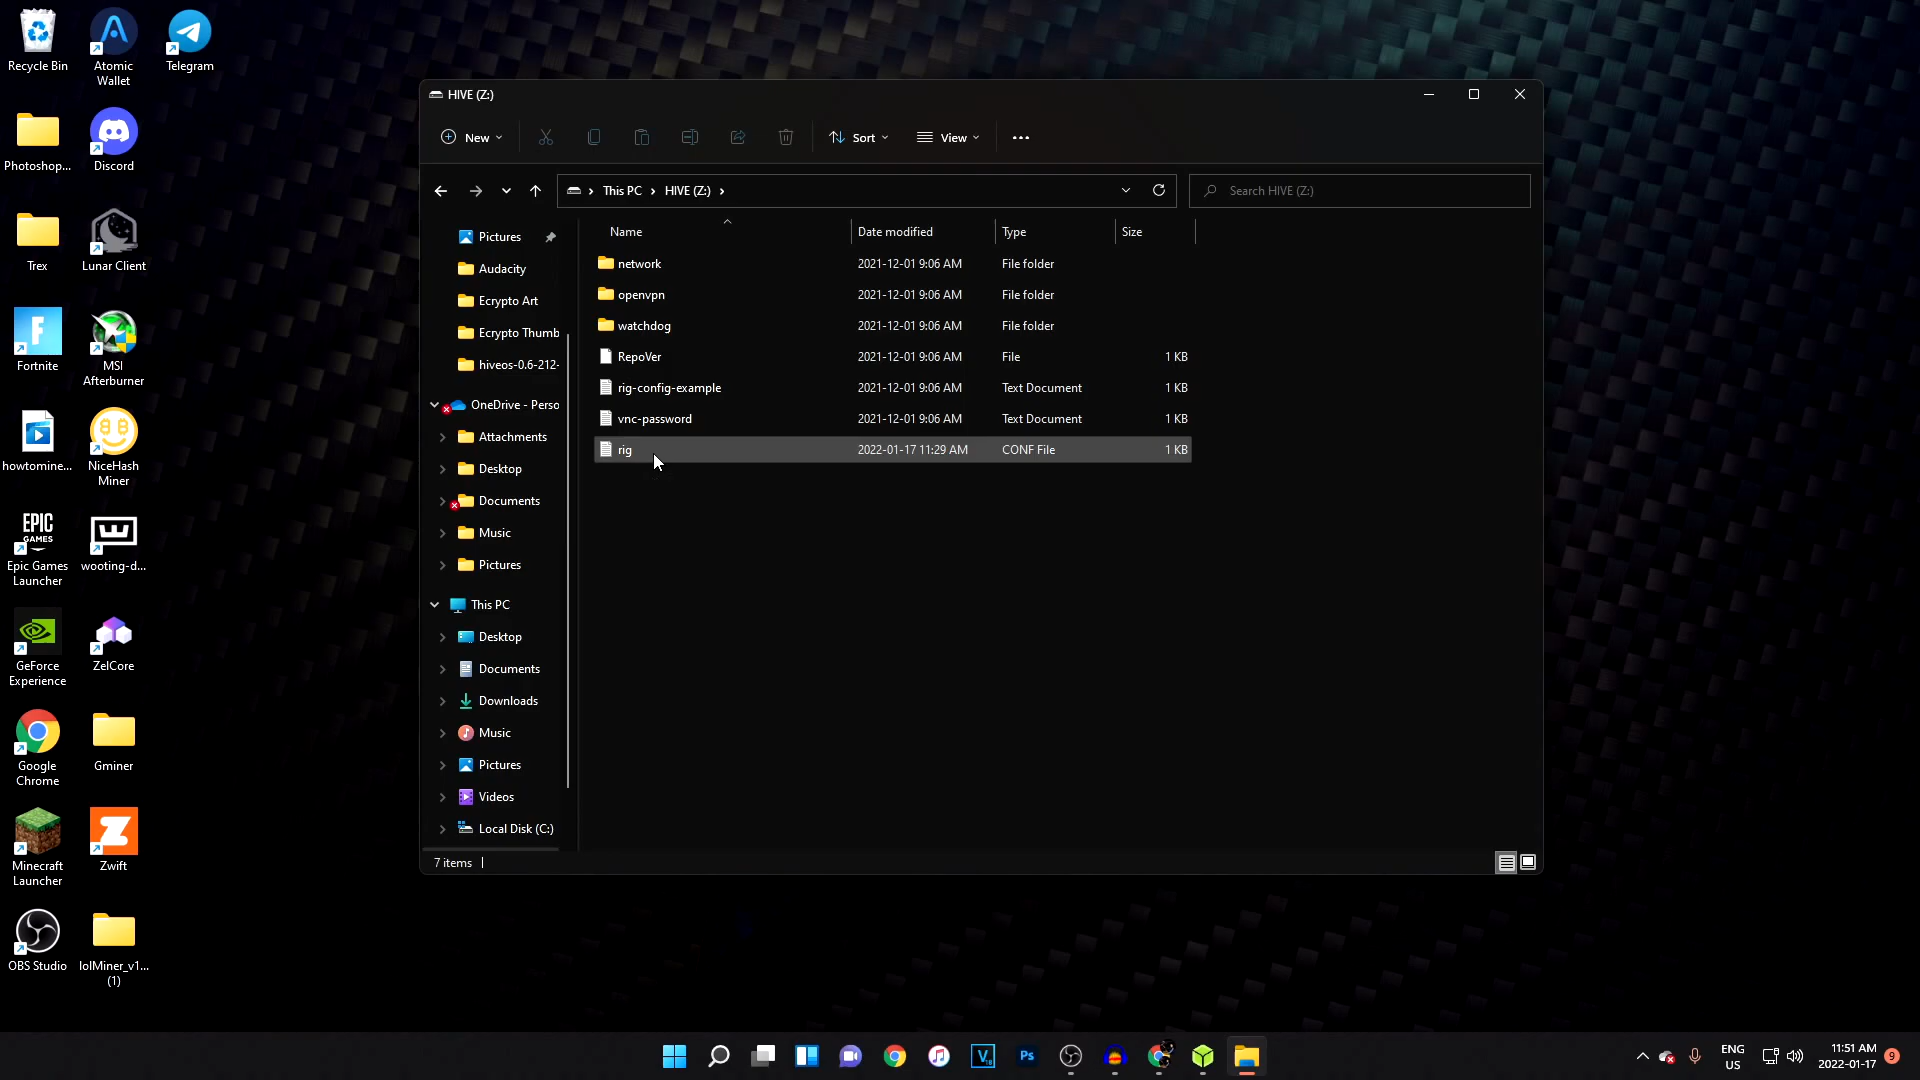 Recycle Bin
Atomic
Wallet
Telegram
Photoshop...
Discord
Trex
Lunar Client
Fortnite
MSI
Afterburner
howtomine...
NiceHash
Miner
EPIC
GAMES
Epic Games
Launcher
wooting-d...
GeForce
Experience
ZelCore
Google
Chrome
Gminer
Minecraft
Launcher
Zwift
OBS Studio
lolMiner_v1...
(1)
HIVE (Z:)
New
Sort
View
This PC
HIVE (Z:)
Search HIVE (Z:)
Pictures
Audacity
Ecrypto Art
Ecrypto Thumb
hiveos-0.6-212-
OneDrive - Perso
Attachments
Desktop
Documents
Music
Pictures
This PC
Desktop
Documents
Downloads
Music
Pictures
Videos
Local Disk (C:)
Name Date modified Type Size
network 2021-12-01 9:06 AM File folder
openvpn 2021-12-01 9:06 AM File folder
watchdog 2021-12-01 9:06 AM File folder
RepoVer 2021-12-01 9:06 AM File 1 KB
rig-config-example 2021-12-01 9:06 AM Text Document 1 KB
vnc-password 2021-12-01 9:06 AM Text Document 1 KB
rig 2022-01-17 11:29 AM CONF File 1 KB
7 items
Ps
ENG
US
11:51 AM
2022-01-17
9